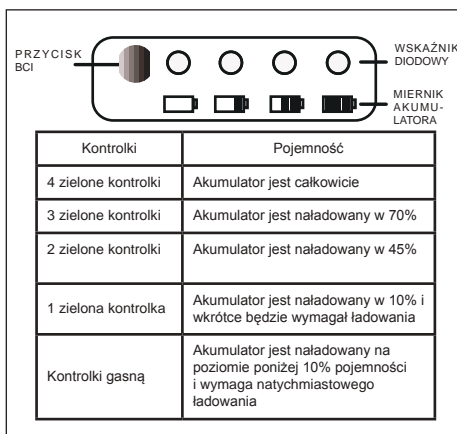 PRZYCISK
BCI
WSKAŹNIK
DIODOWY
MIERNIK
AKUMU-
LATORA
Kontrolki
Pojemność
4 zielone kontrolki
Akumulator jest całkowicie
3 zielone kontrolki
Akumulator jest naładowany w 70%
2 zielone kontrolki
Akumulator jest naładowany w 45%
1 zielona kontrolka
Akumulator jest naładowany w 10% i
wkrótce będzie wymagał ładowania
Kontrolki gasną
Akumulator jest naładowany na
poziomie poniżej 10% pojemności
i wymaga natychmiastowego
ładowania